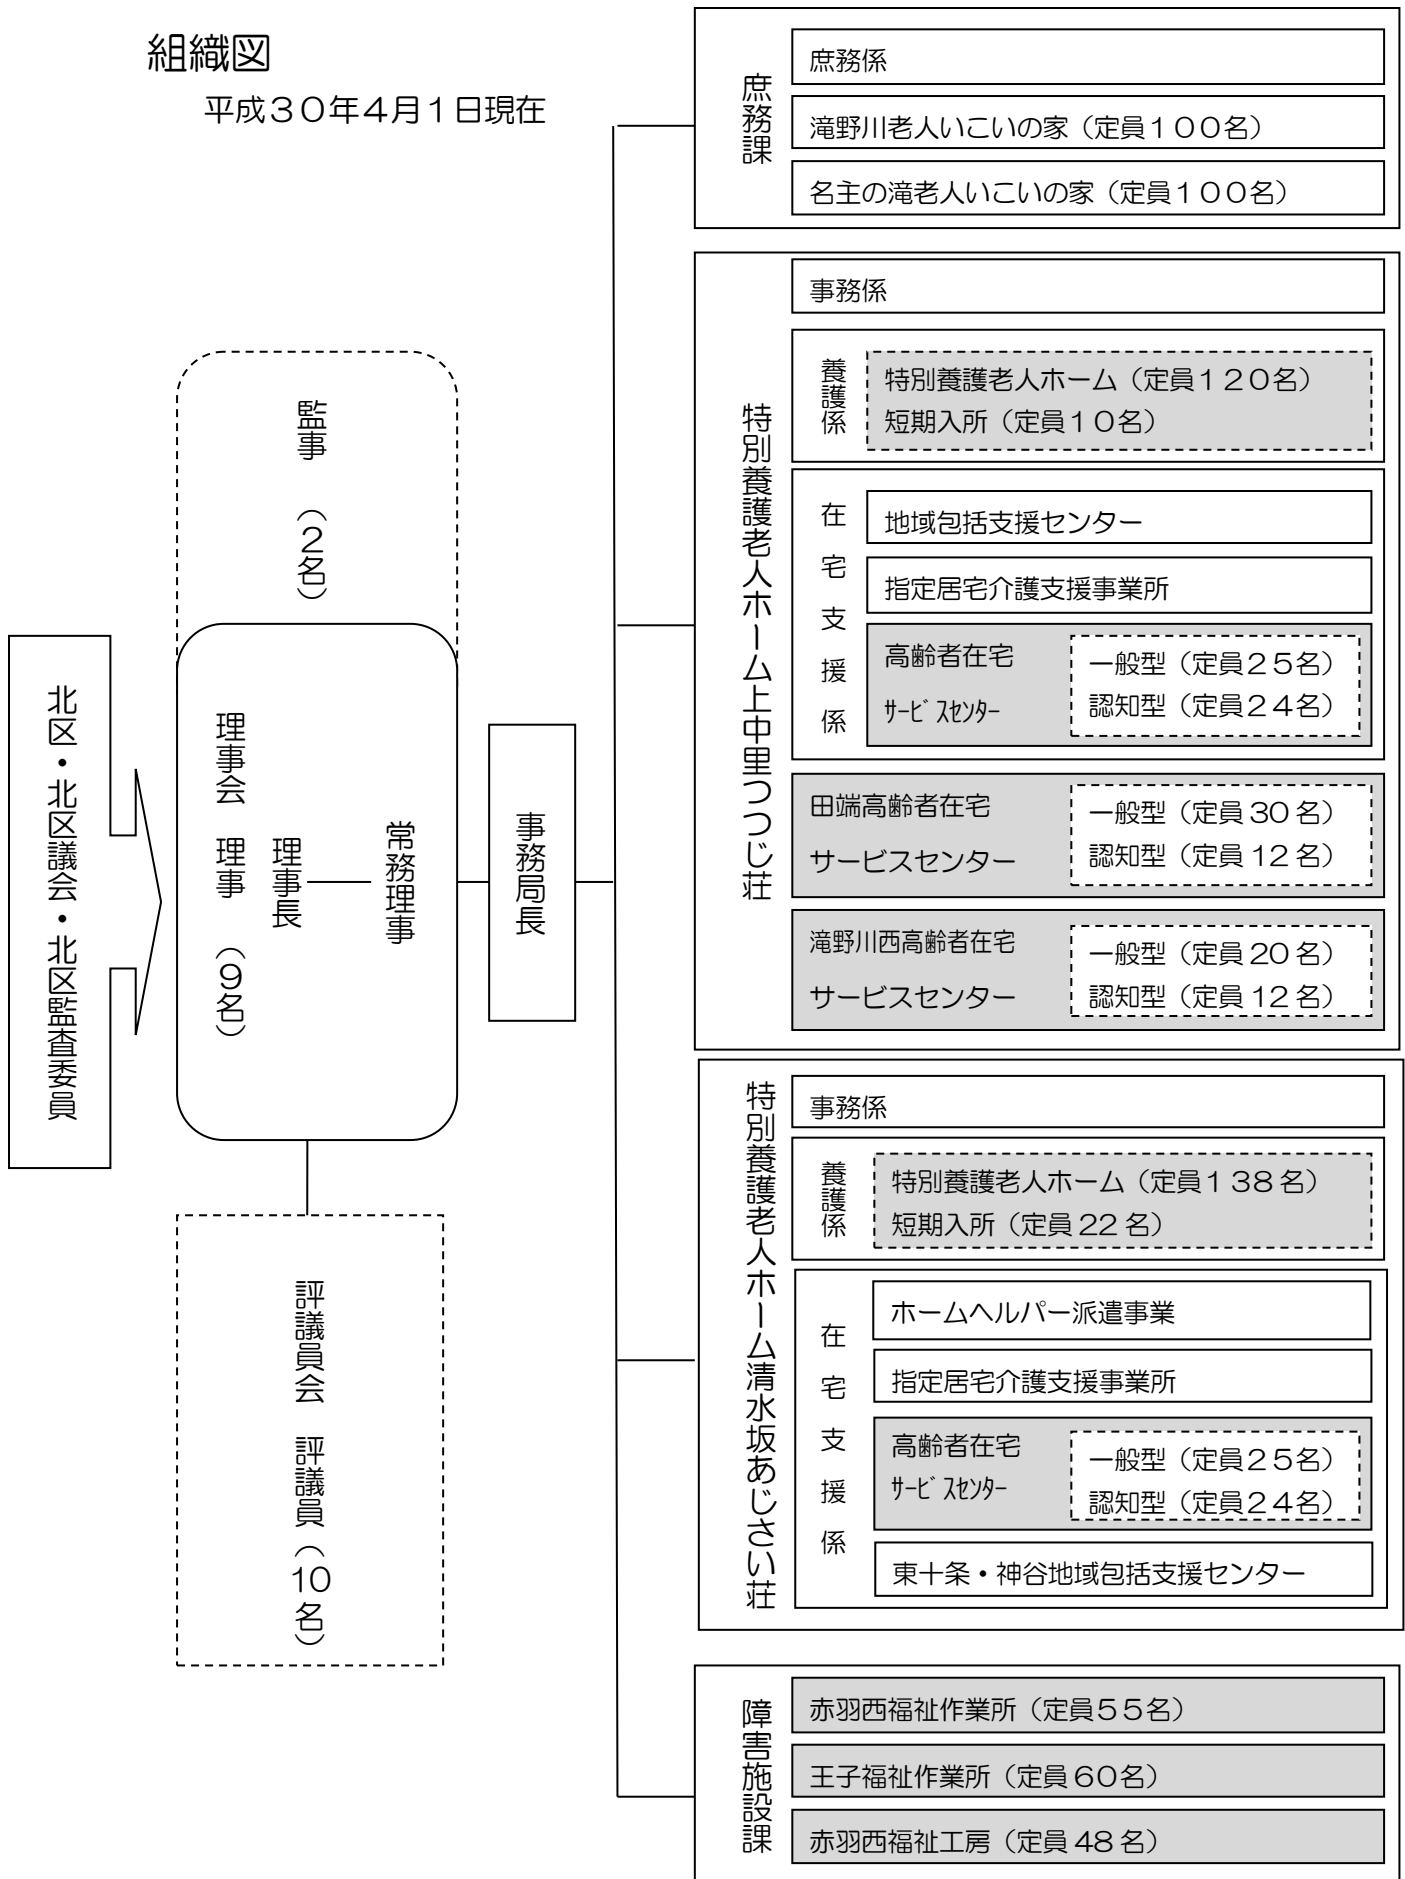 組織図
平成３０年４月１日現在
北区・北区議会・北区監査委員
監事　（２名）
理事会　理事　（９名）
理事長
常務理事
評議員会　評議員（10名）
事務局長
庶務課
庶務係
滝野川老人いこいの家（定員１００名）
名主の滝老人いこいの家（定員１００名）
特別養護老人ホーム上中里つつじ荘
事務係
養護係
特別養護老人ホーム（定員１２０名）
短期入所（定員１０名）
在宅支援係
地域包括支援センター
指定居宅介護支援事業所
高齢者在宅
ｻｰﾋﾞｽｾﾝﾀｰ
一般型（定員２５名）
認知型（定員２４名）
田端高齢者在宅
サービスセンター
一般型（定員 30 名）
認知型（定員 12 名）
滝野川西高齢者在宅
サービスセンター
一般型（定員 20 名）
認知型（定員 12 名）
特別養護老人ホーム清水坂あじさい荘
事務係
養護係
特別養護老人ホーム（定員１38 名）
短期入所（定員 22 名）
在宅支援係
ホームヘルパー派遣事業
指定居宅介護支援事業所
高齢者在宅
ｻｰﾋﾞｽｾﾝﾀｰ
一般型（定員２５名）
認知型（定員２４名）
東十条・神谷地域包括支援センター
障害施設課
赤羽西福祉作業所（定員５５名）
王子福祉作業所（定員 60名）
赤羽西福祉工房（定員 48 名）